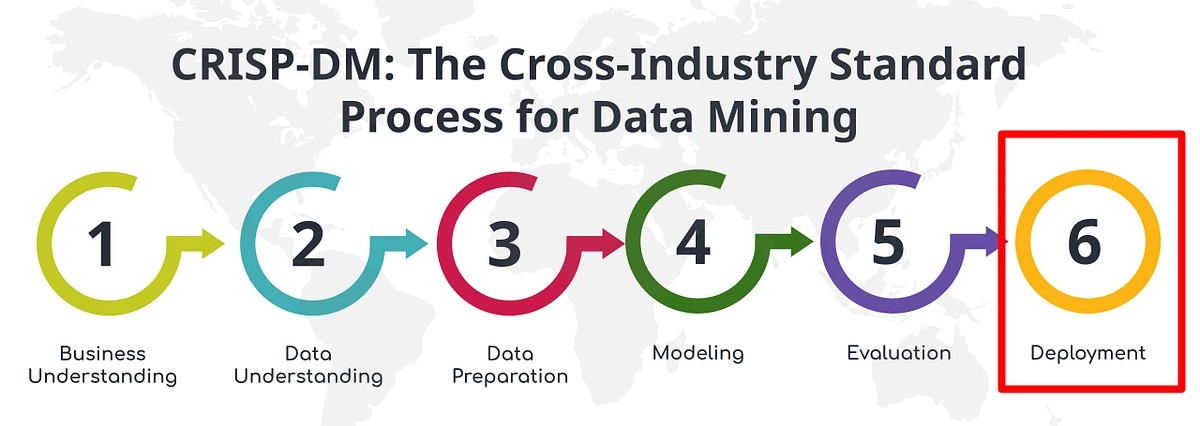 CRISP-DM: The Cross-Industry Standard
Process for Data Mining
1
2
3
4
5
6
Business
Understanding
Data
Understanding
Data
Preparation
Modeling
Evaluation
Deployment